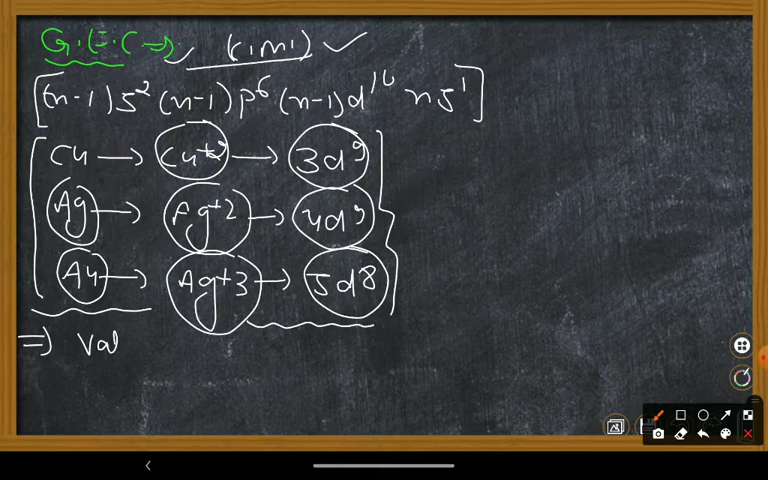 G.E.C ⇒ (I M I) ✓
[(n-1)s² (n-1)p⁶ (n-1)d¹⁰ ns¹]
Cu → Cu+2 → 3d⁹
Ag → Ag+2 → 4d⁹
Au → Ag+3 → 5d8
⇒ Val